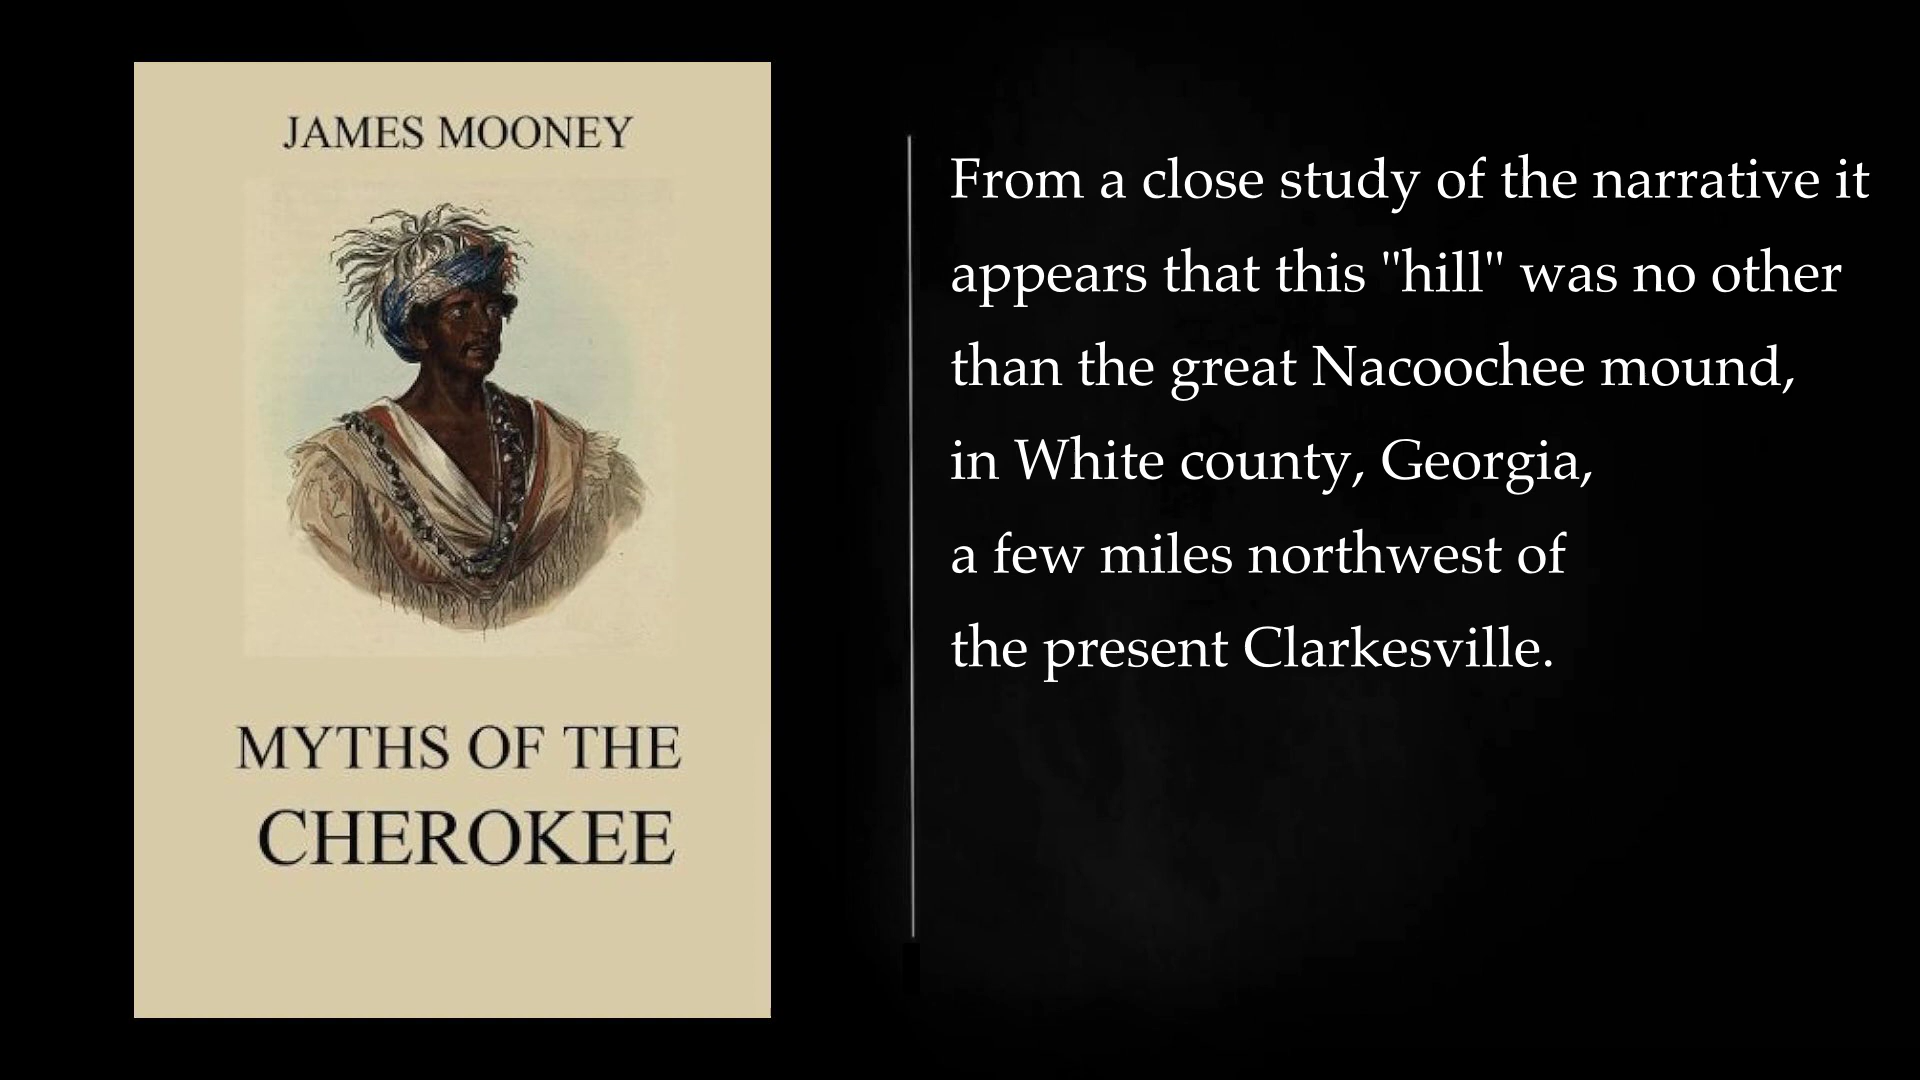 JAMES MOONEY
MYTHS OF THE
CHEROKEE
From a close study of the narrative it
appears that this "hill" was no other
than the great Nacoochee mound,
in White county, Georgia,
a few miles northwest of
the present Clarkesville.